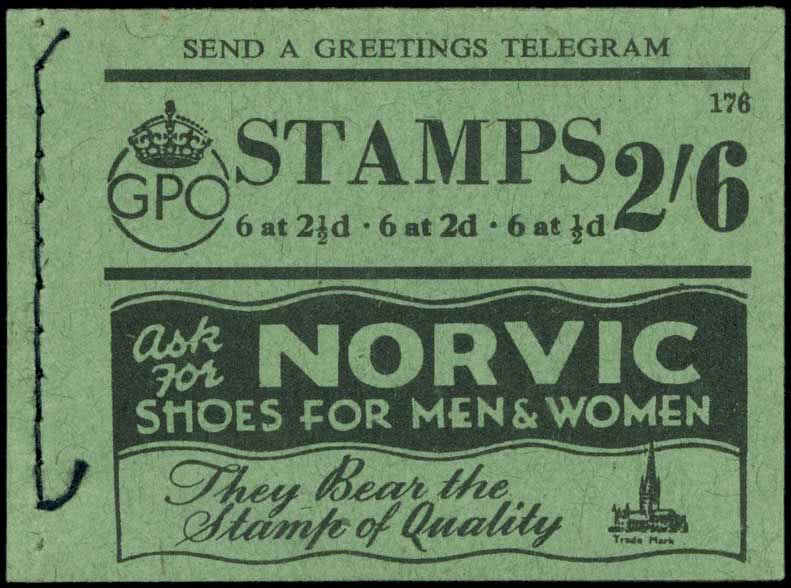 SEND A GREETINGS TELEGRAM
176
GPO
STAMPS 2/6
6 at 2½d · 6 at 2d · 6 at ½d
Ask for NORVIC
SHOES FOR MEN & WOMEN
They Bear the
Stamp of Quality
Trade Mark